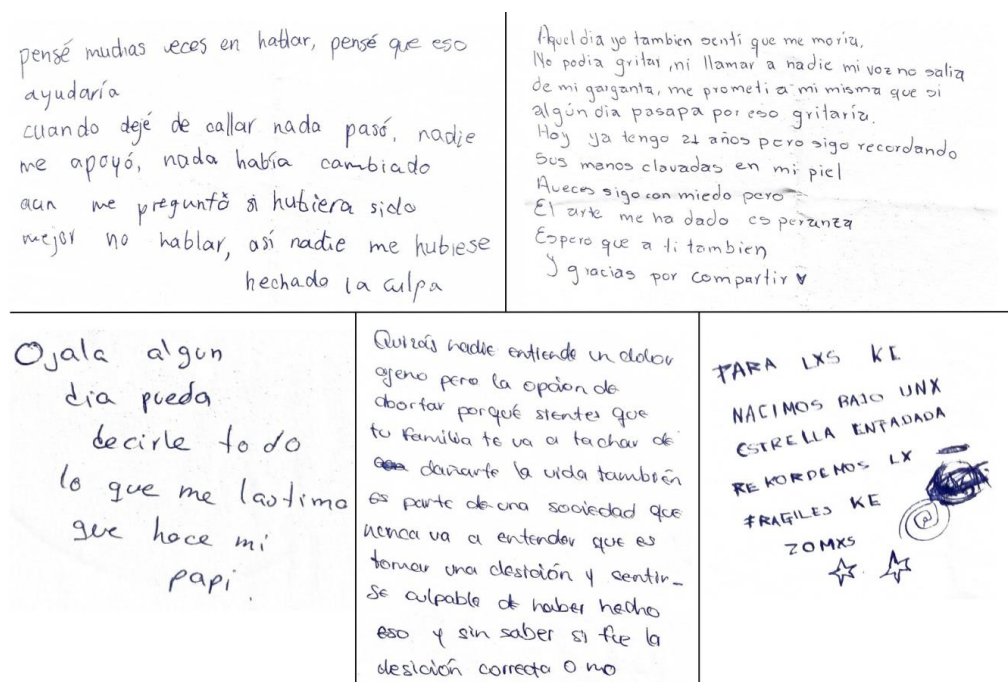 pensé muchas veces en hablar, pensé que eso
ayudaría
cuando dejé de callar nada pasó, nadie
me apoyó, nada había cambiado
aun me preguntó si hubiera sido
mejor no hablar, así nadie me hubiese
hechado la culpa
Aquel dia yo tambien senti que me moria,
No podia gritar, ni llamar a nadie mi voz no salia
de mi garganta, me prometi a mi misma que si
algún dia pasapa por eso gritaría.
Hoy ya tengo 21 años pero sigo recordando
Sus manos clavadas en mi piel
Aveces sigo con miedo pero
El arte me ha dado esperanza
Espero que a ti tambien
Y gracias por compartir
Ojala algun
dia pueda
decirle todo
lo que me lastima
que hace mi
papi.
Quizás nadie entiende un dolor
ajeno pero la opcion de
abortar porqué sientes que
tu familia te va a tachar de
dañarte la vida también
es parte de una sociedad que
nunca va a entender que es
tomar una desición y sentir-
se culpable de haber hecho
eso y sin saber si fue la
desición correcta o no
PARA LXS KE
NACIMOS BAJO UNX
ESTRELLA ENFADADA
REKORDEMOS LX
FRAGILES KE
ZOMXS